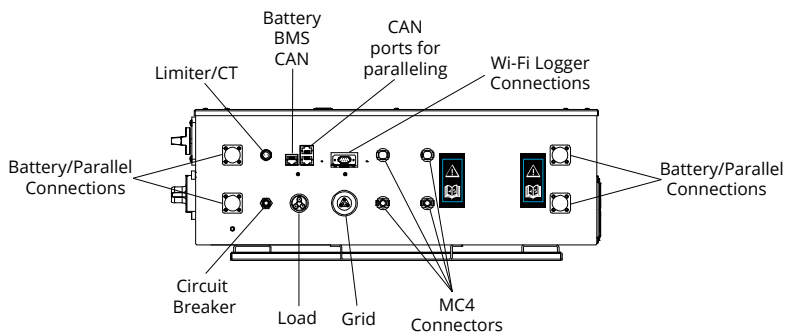 Battery
BMS
CAN
CAN
ports for
paralleling
Limiter/CT
Wi-Fi Logger
Connections
Battery/Parallel
Connections
Battery/Parallel
Connections
Circuit
Breaker
Load
Grid
MC4
Connectors